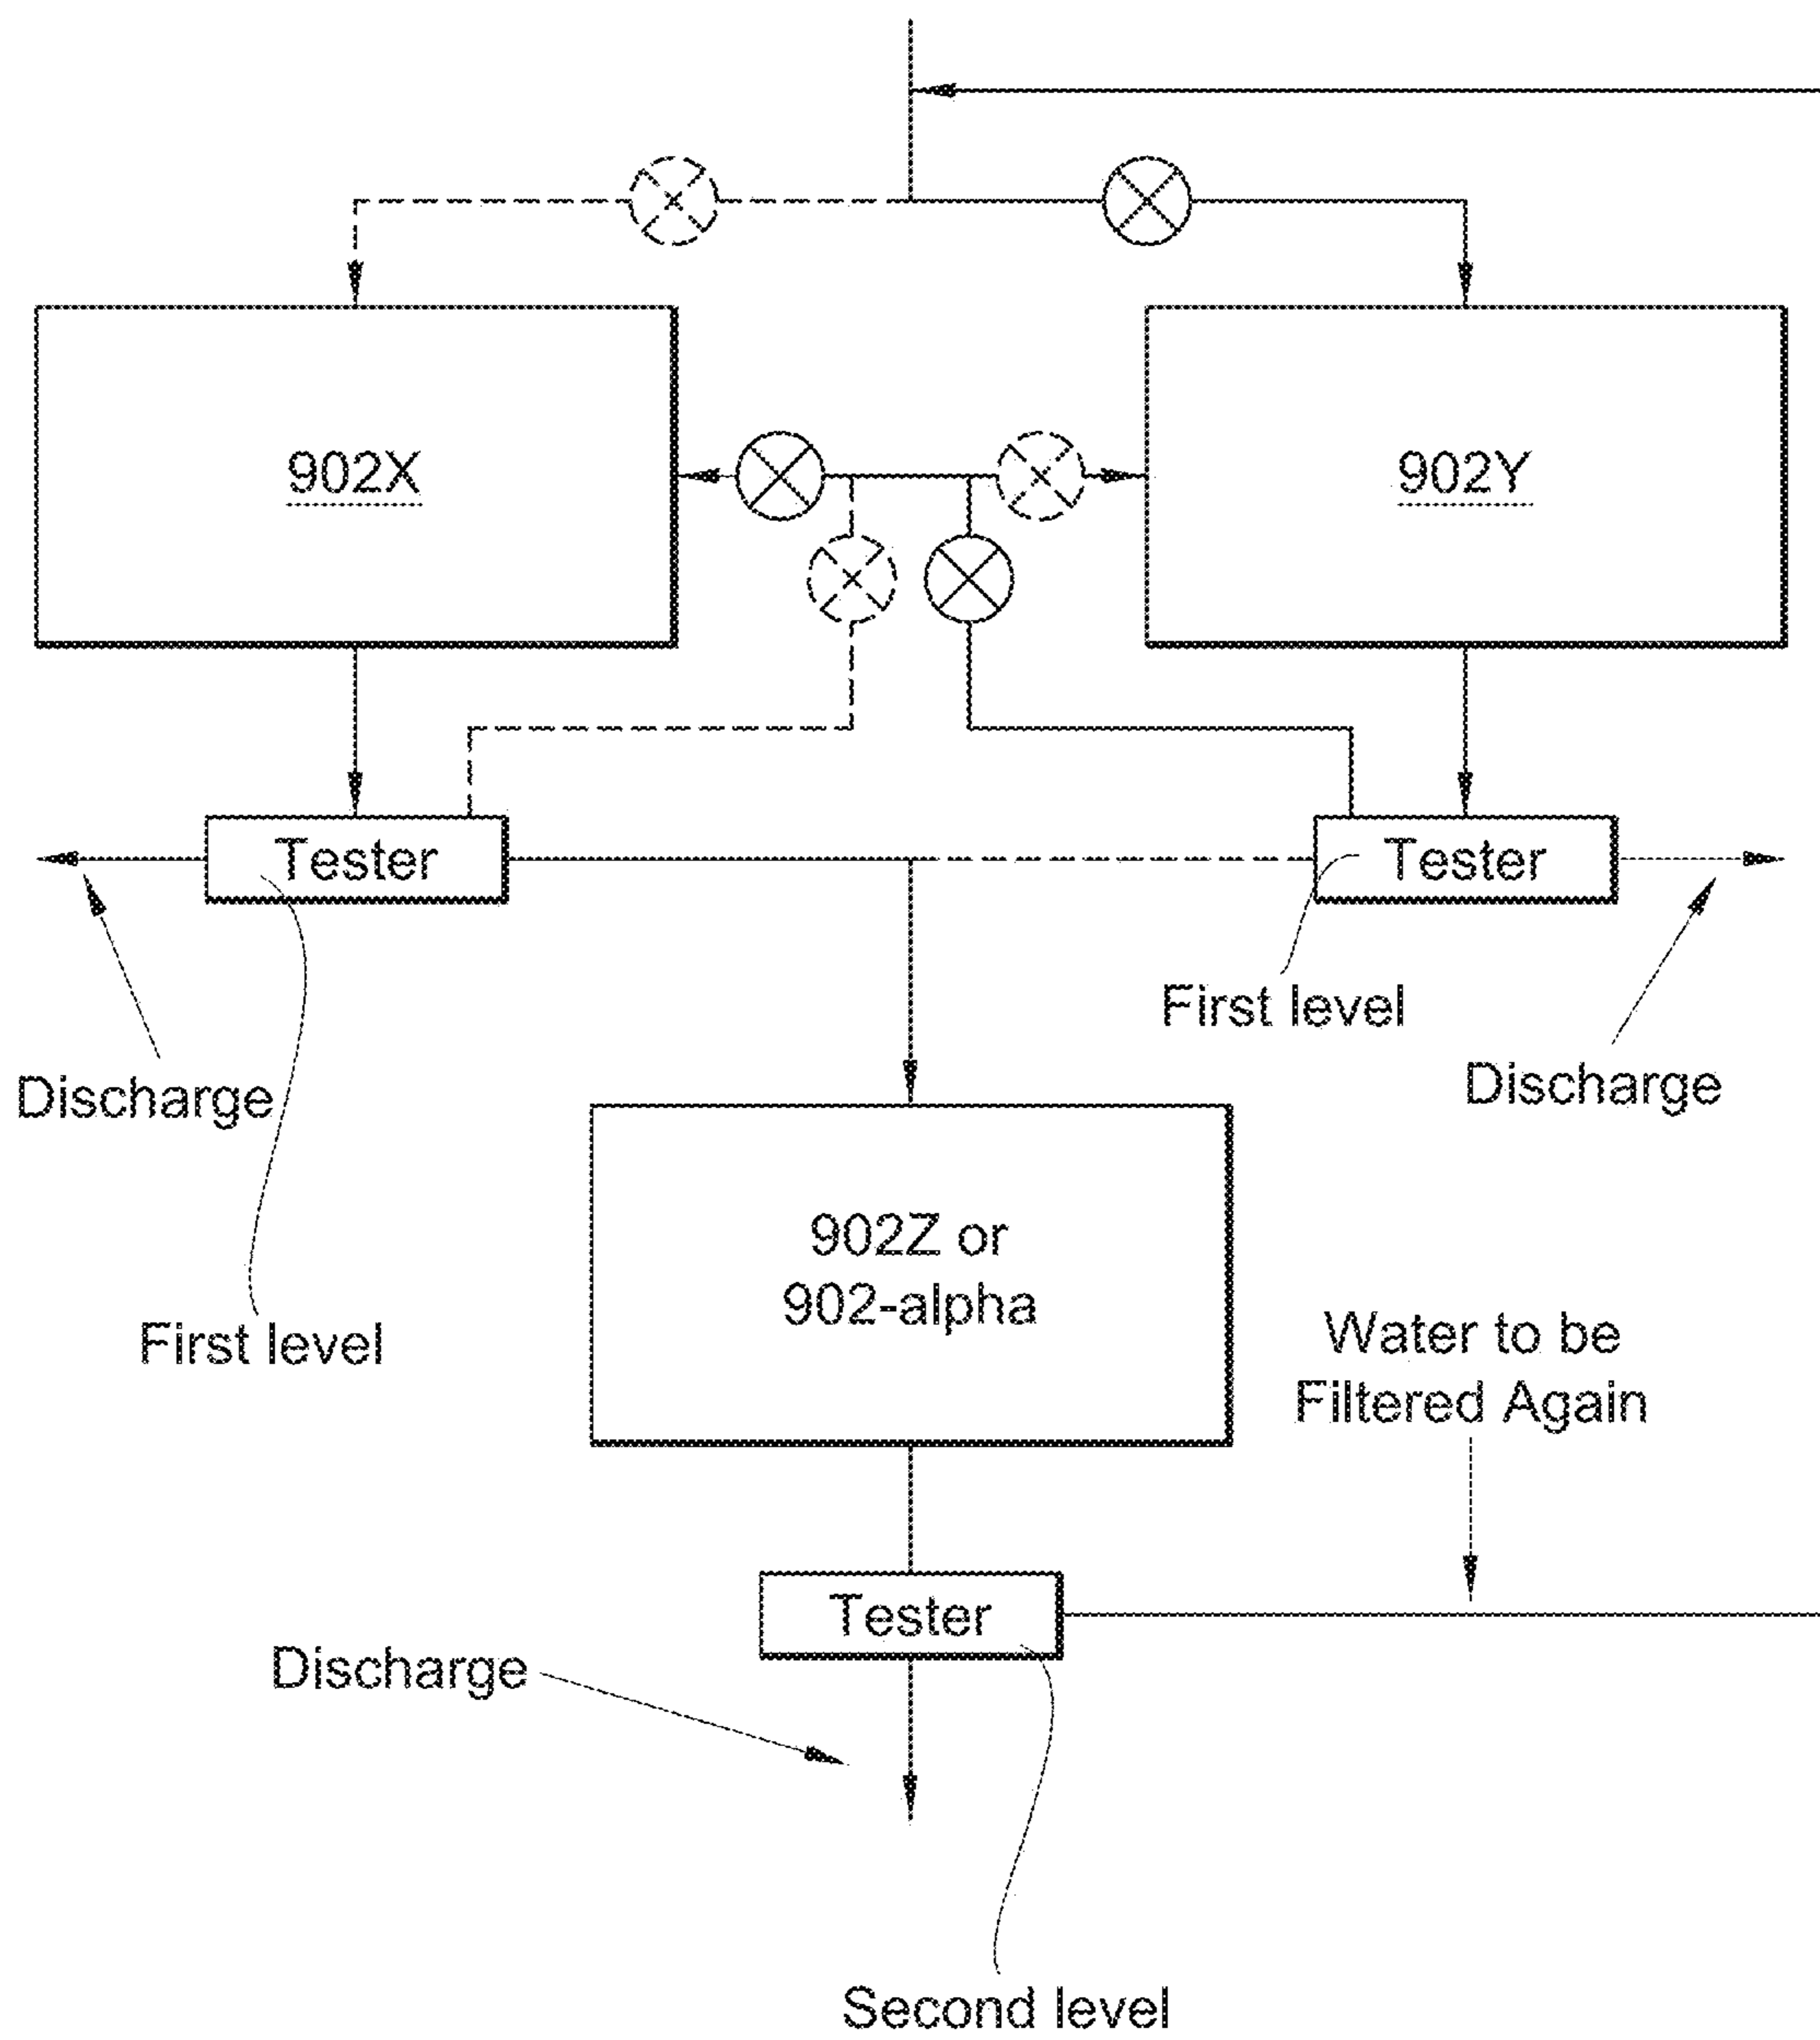 902X
902Y
Tester
Tester
First level
Discharge
Discharge
902Z or
902-alpha
First level
Water to be
Filtered Again
Tester
Discharge
Second level